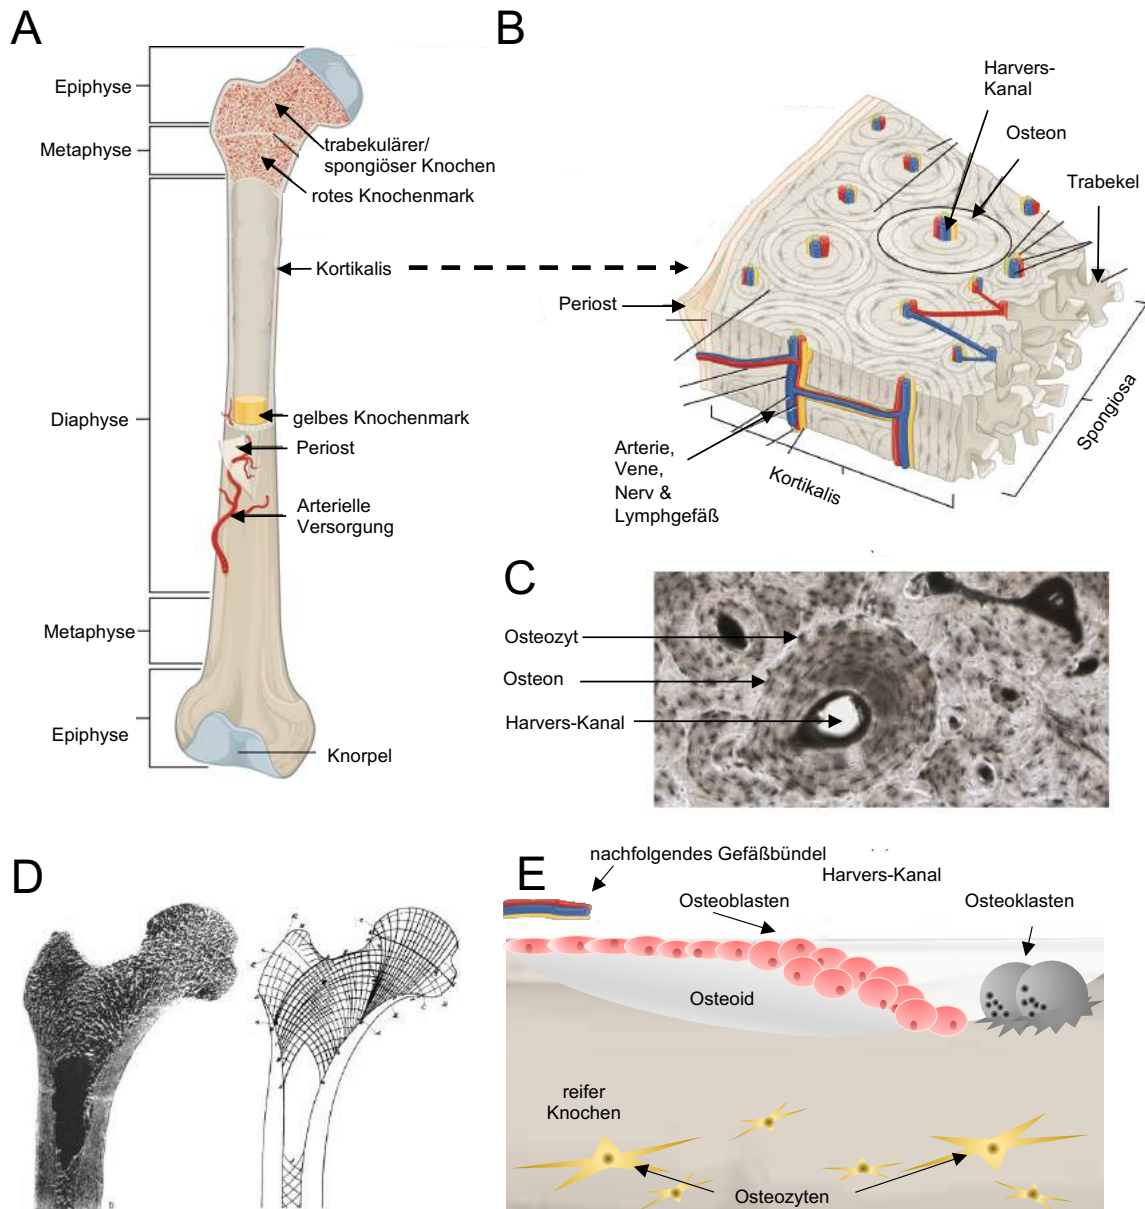 A
Epiphyse
Metaphyse
Diaphyse
Metaphyse
Epiphyse
trabekulärer/
spongiöser Knochen
rotes Knochenmark
Kortikalis
gelbes Knochenmark
Periost
Arterielle
Versorgung
Knorpel
B
Harvers-
Kanal
Osteon
Trabekel
Periost
Arterie,
Vene,
Nerv &
Lymphgefäß
Kortikalis
Spongiosa
C
Osteozyt
Osteon
Harvers-Kanal
D
E
nachfolgendes Gefäßbündel
Harvers-Kanal
Osteoblasten
Osteoklasten
Osteoid
reifer
Knochen
Osteozyten